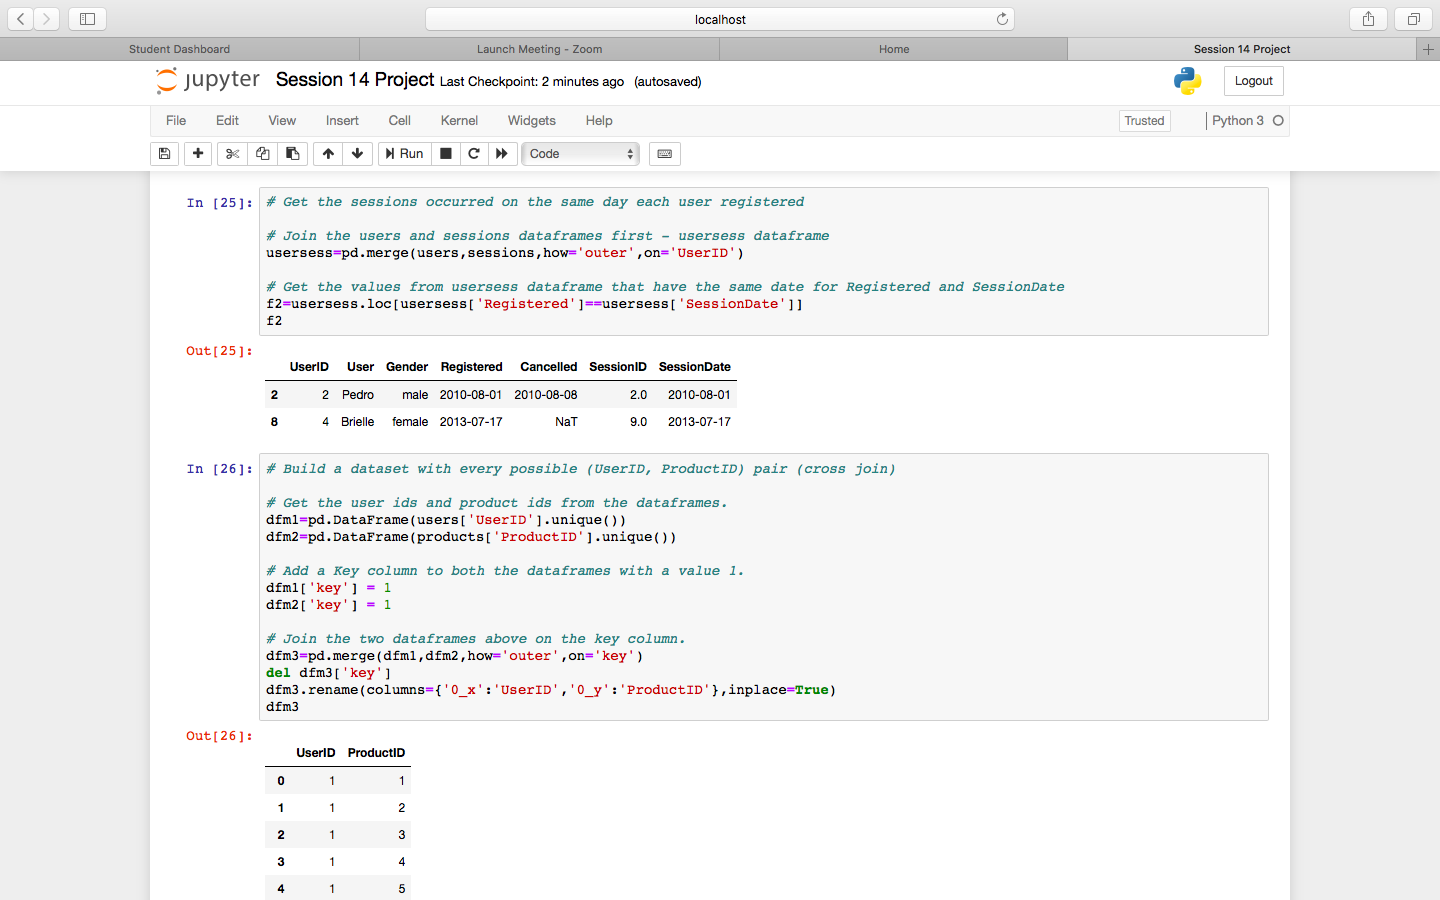 localhost
Student Dashboard
Launch Meeting - Zoom
Home
Session 14 Project
jupyter Session 14 Project Last Checkpoint: 2 minutes ago (autosaved)
Logout
File Edit View Insert Cell Kernel Widgets Help
Trusted
Python 3
Run
Code
In [25]:
# Get the sessions occurred on the same day each user registered
# Join the users and sessions dataframes first - usersess dataframe
usersess=pd.merge(users,sessions,how='outer',on='UserID')
# Get the values from usersess dataframe that have the same date for Registered and SessionDate
f2=usersess.loc[usersess['Registered']==usersess['SessionDate']]
f2
Out[25]:
UserID User Gender Registered Cancelled SessionID SessionDate
2 2 Pedro male 2010-08-01 2010-08-08 2.0 2010-08-01
8 4 Brielle female 2013-07-17 NaT 9.0 2013-07-17
In [26]:
# Build a dataset with every possible (UserID, ProductID) pair (cross join)
# Get the user ids and product ids from the dataframes.
dfm1=pd.DataFrame(users['UserID'].unique())
dfm2=pd.DataFrame(products['ProductID'].unique())
# Add a Key column to both the dataframes with a value 1.
dfm1['key'] = 1
dfm2['key'] = 1
# Join the two dataframes above on the key column.
dfm3=pd.merge(dfm1,dfm2,how='outer',on='key')
del dfm3['key']
dfm3.rename(columns={'0_x':'UserID','0_y':'ProductID'},inplace=True)
dfm3
Out[26]:
UserID ProductID
0 1 1
1 1 2
2 1 3
3 1 4
4 1 5